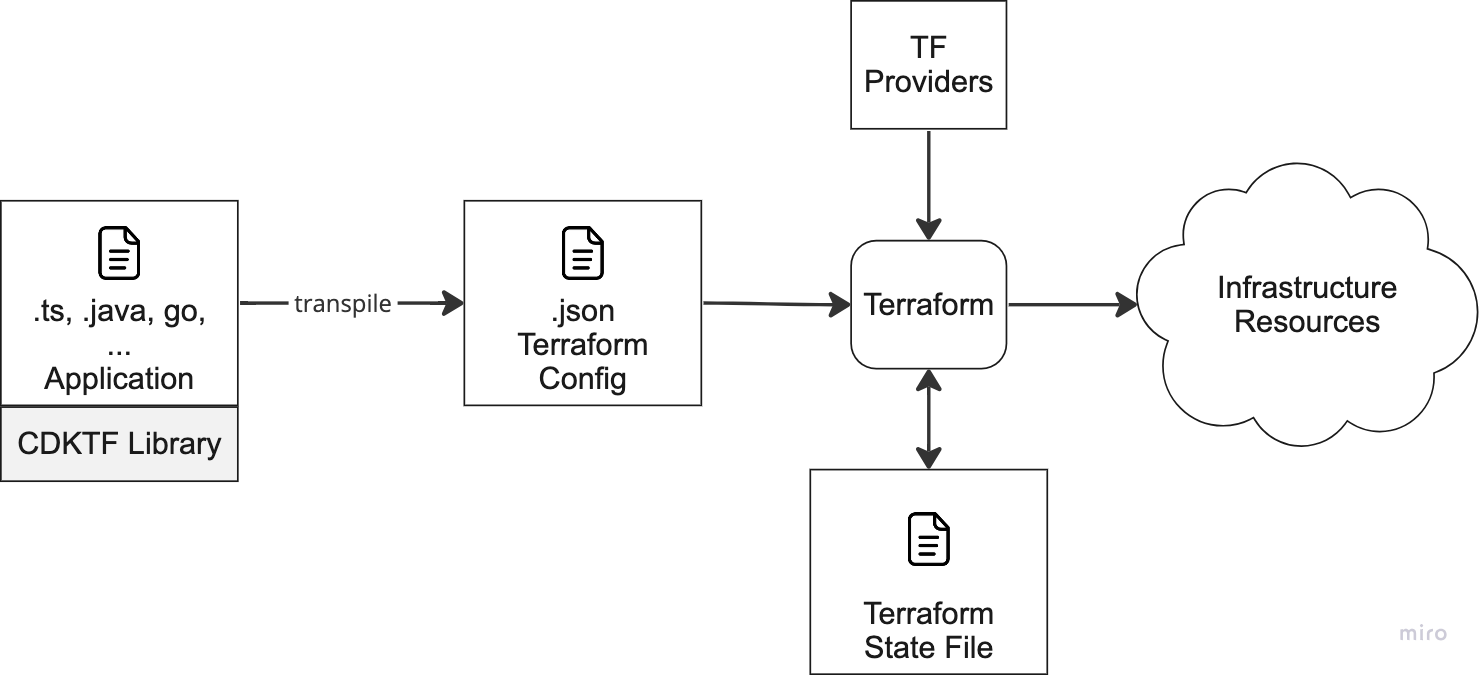 TF
Providers
.ts, .java, go,
...
Application
CDKTF Library
transpile
.json
Terraform
Config
Terraform
Infrastructure
Resources
Terraform
State File
miro